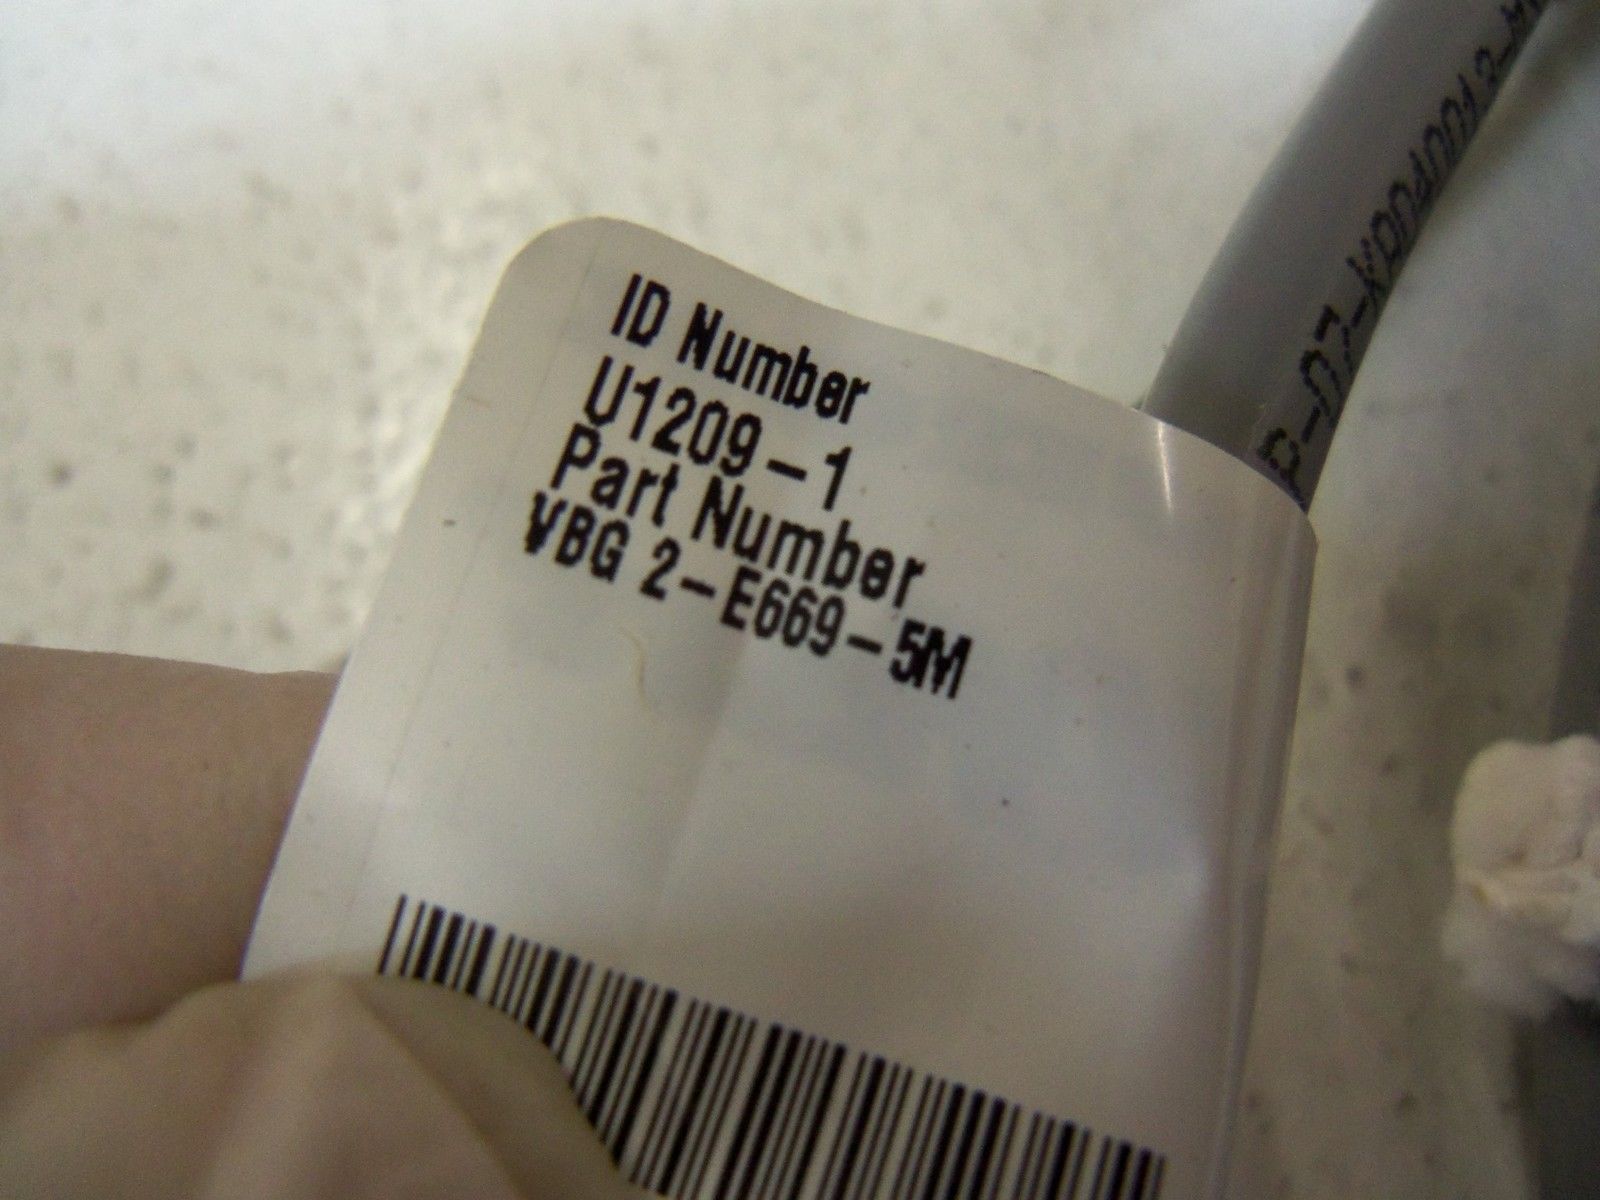 ID Number
U1209-1
Part Number
VBG 2-E669-5M